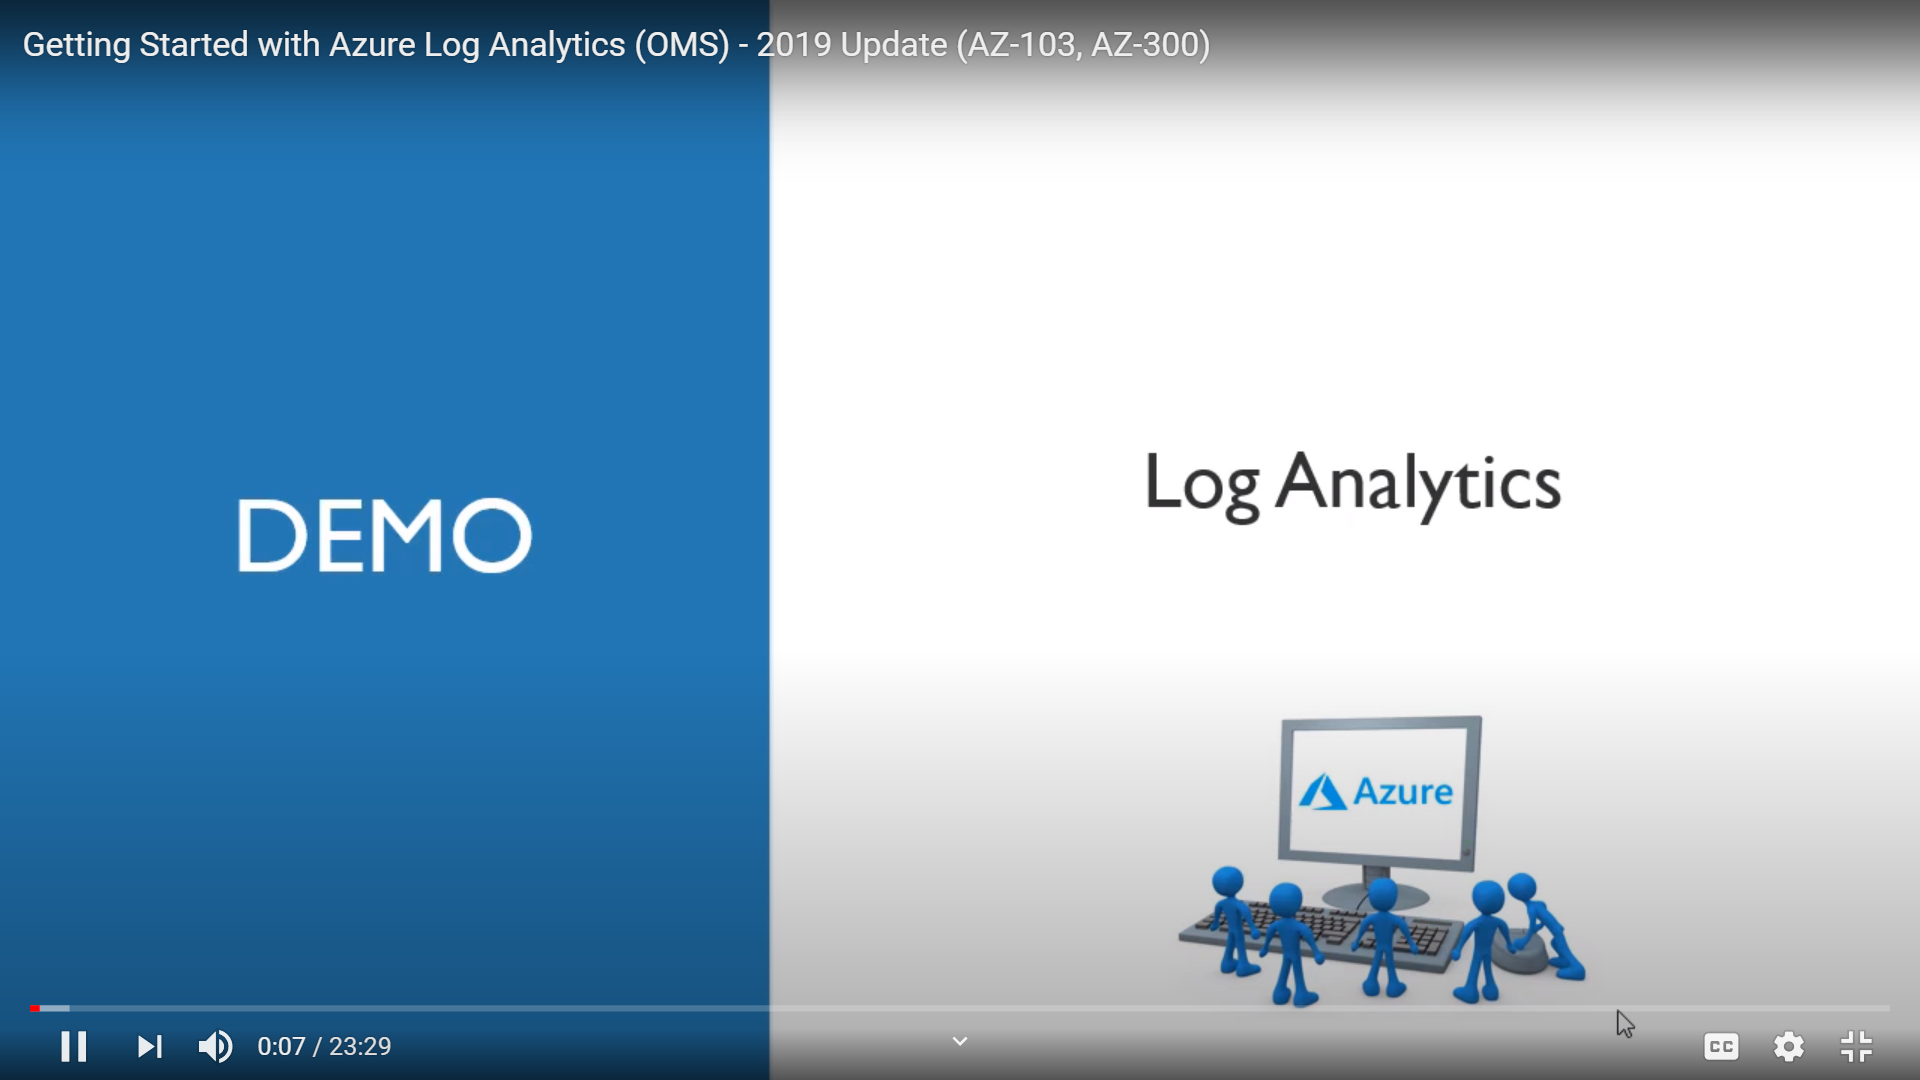 Getting Started with Azure Log Analytics (OMS) - 2019 Update (AZ-103, AZ-300)
DEMO
Log Analytics
Azure
0:07 / 23:29
CC